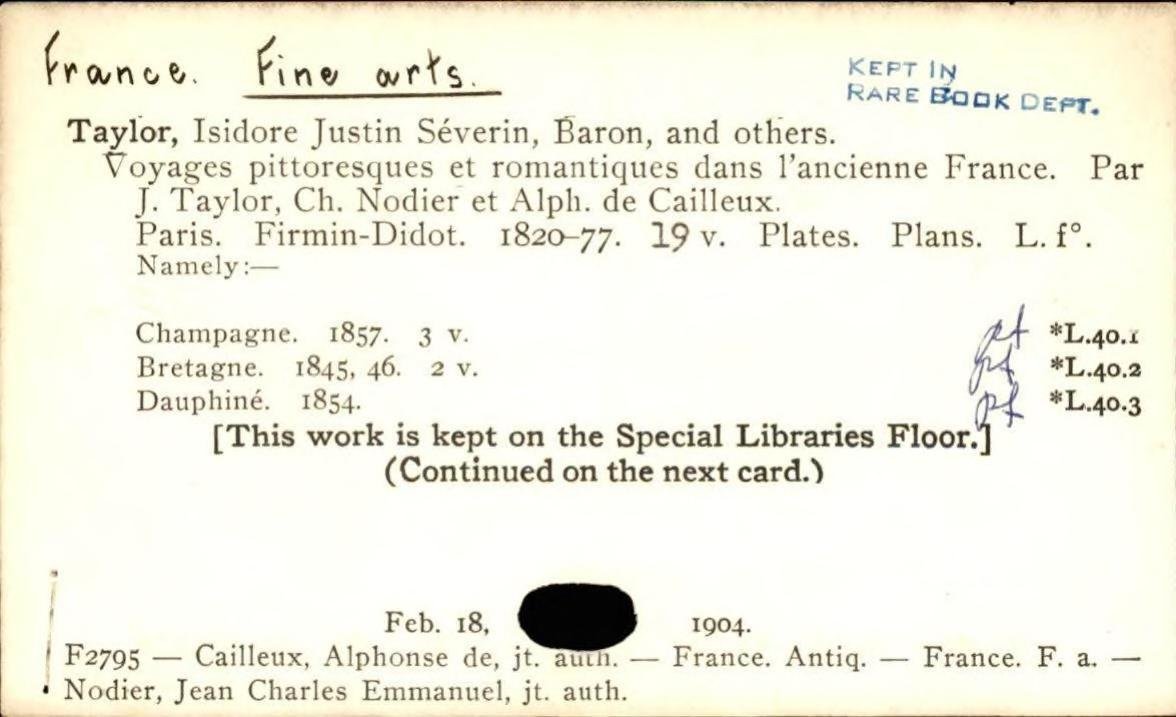 France. Fine arts.
KEPT IN
RARE BOOK DEPT.
Taylor, Isidore Justin Séverin, Baron, and others.
Voyages pittoresques et romantiques dans l'ancienne France. Par
J. Taylor, Ch. Nodier et Alph. de Cailleux.
Paris. Firmin-Didot. 1820–77. 19 v. Plates. Plans. L. f°.
Namely:—
Champagne. 1857. 3 v. pf *L.40.1
Bretagne. 1845, 46. 2 v. pf *L.40.2
Dauphiné. 1854. pf *L.40.3
[This work is kept on the Special Libraries Floor.]
(Continued on the next card.)
Feb. 18, 1904.
F2795 — Cailleux, Alphonse de, jt. auth. — France. Antiq. — France. F. a. —
Nodier, Jean Charles Emmanuel, jt. auth.